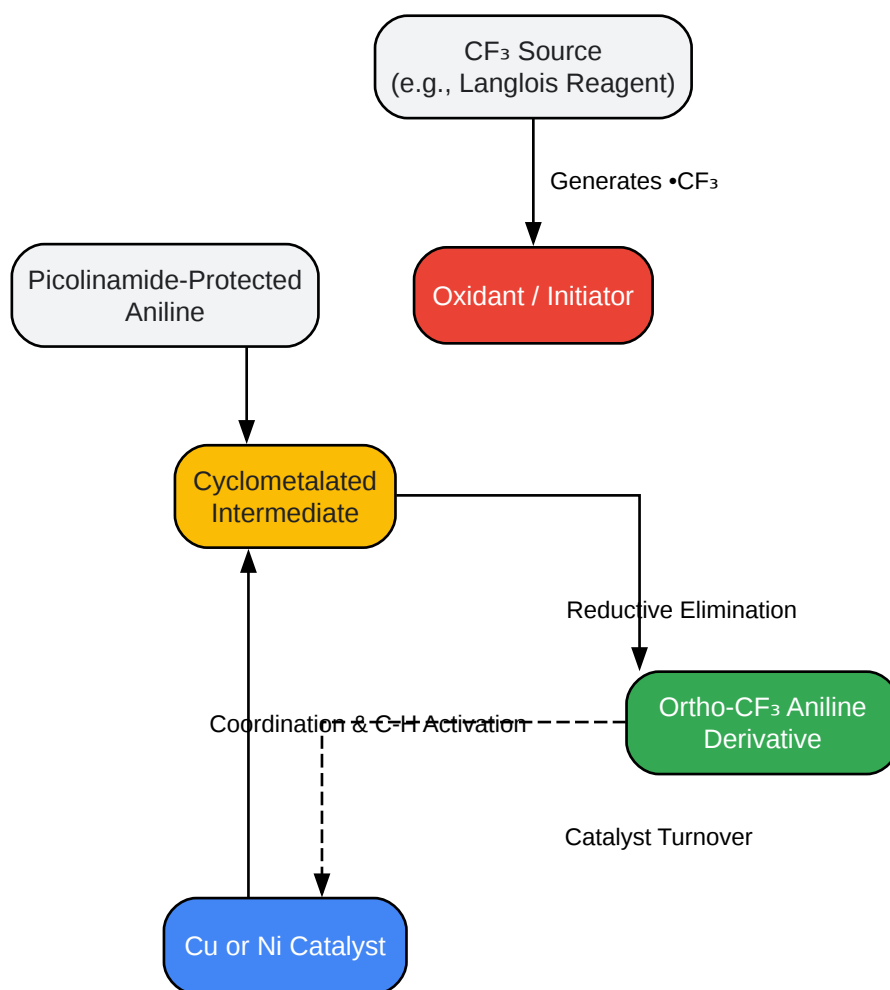 CF₃ Source
(e.g., Langlois Reagent)
Generates •CF₃
Picolinamide-Protected
Aniline
Oxidant / Initiator
Cyclometalated
Intermediate
Reductive Elimination
Coordination & C-H Activation
Ortho-CF₃ Aniline
Derivative
Catalyst Turnover
Cu or Ni Catalyst